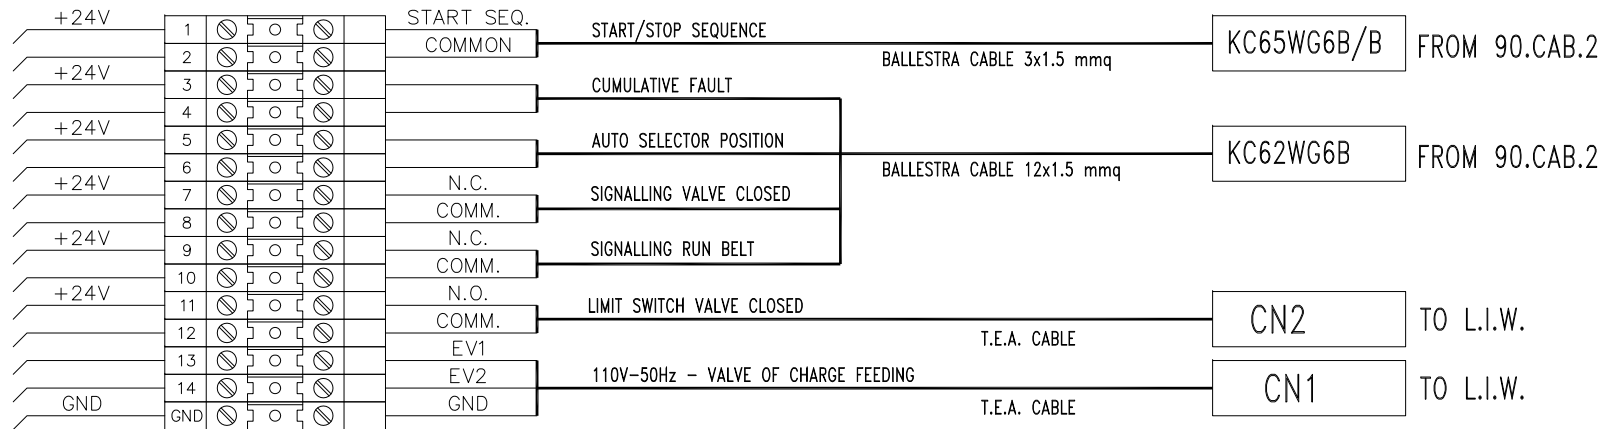 +24V 1 START SEQ. START/STOP SEQUENCE KC65WG6B/B FROM 90.CAB.2
2 COMMON BALLESTRA CABLE 3x1.5 mmq
+24V 3 CUMULATIVE FAULT
4
+24V 5 AUTO SELECTOR POSITION KC62WG6B FROM 90.CAB.2
6 BALLESTRA CABLE 12x1.5 mmq
+24V 7 N.C. SIGNALLING VALVE CLOSED
8 COMM.
+24V 9 N.C. SIGNALLING RUN BELT
10 COMM.
+24V 11 N.O. LIMIT SWITCH VALVE CLOSED CN2 TO L.I.W.
12 COMM. T.E.A. CABLE
13 EV1
14 EV2 110V-50Hz - VALVE OF CHARGE FEEDING CN1 TO L.I.W.
GND GND GND T.E.A. CABLE